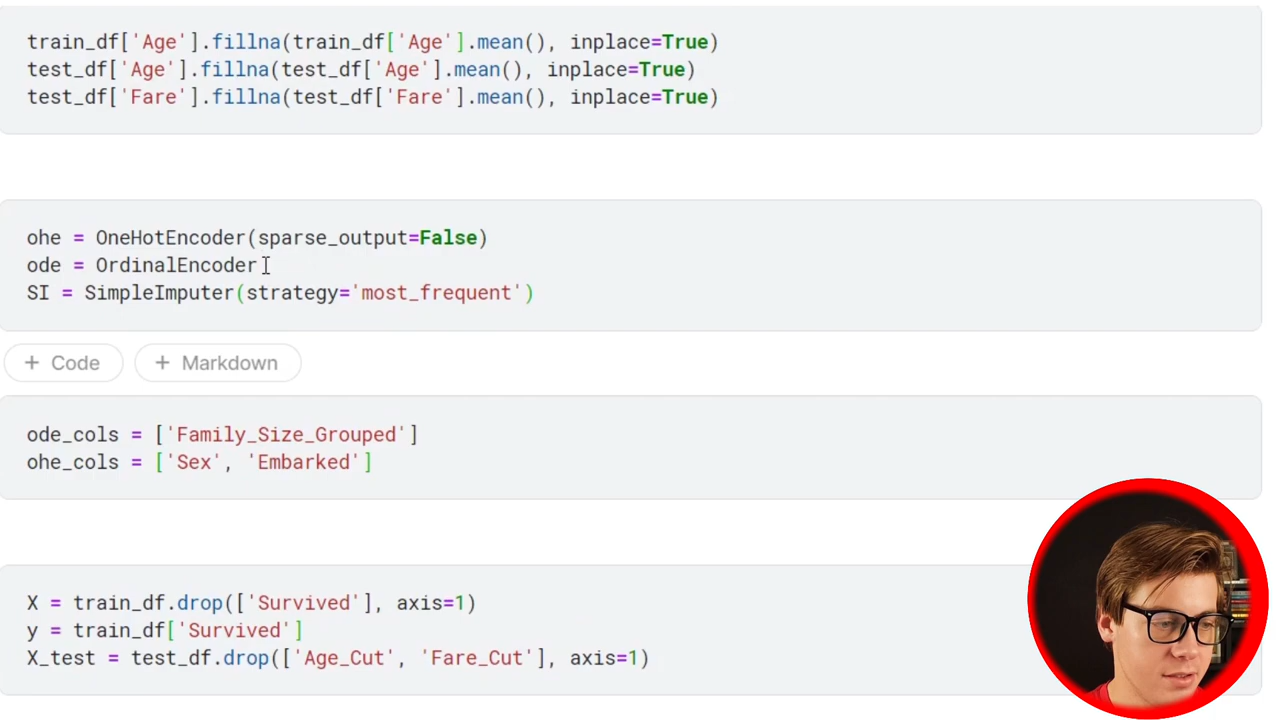 train_df['Age'].fillna(train_df['Age'].mean(), inplace=True)
test_df['Age'].fillna(test_df['Age'].mean(), inplace=True)
test_df['Fare'].fillna(test_df['Fare'].mean(), inplace=True)
ohe = OneHotEncoder(sparse_output=False)
ode = OrdinalEncoder
SI = SimpleImputer(strategy='most_frequent')
+ Code + Markdown
ode_cols = ['Family_Size_Grouped']
ohe_cols = ['Sex', 'Embarked']
X = train_df.drop(['Survived'], axis=1)
y = train_df['Survived']
X_test = test_df.drop(['Age_Cut', 'Fare_Cut'], axis=1)